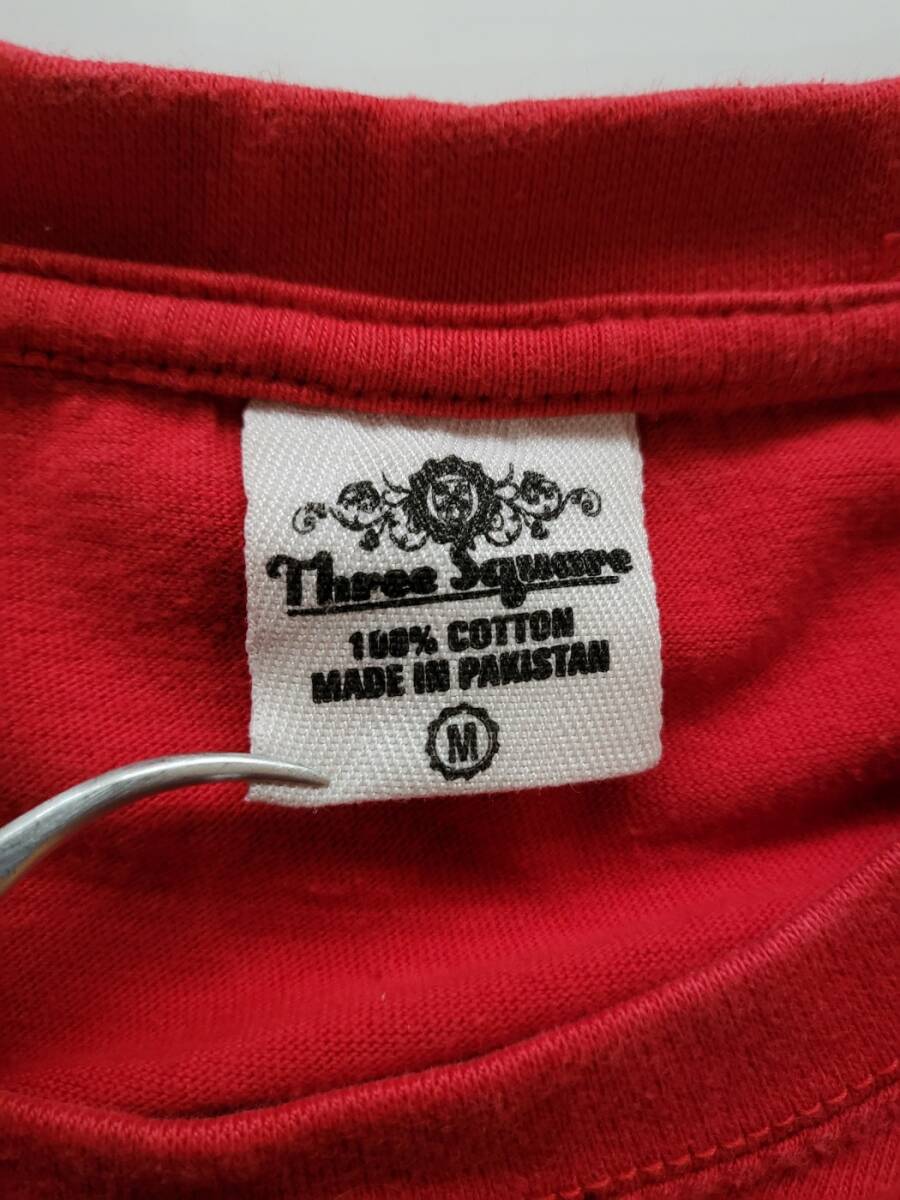 Three Square
100% COTTON
MADE IN PAKISTAN
M